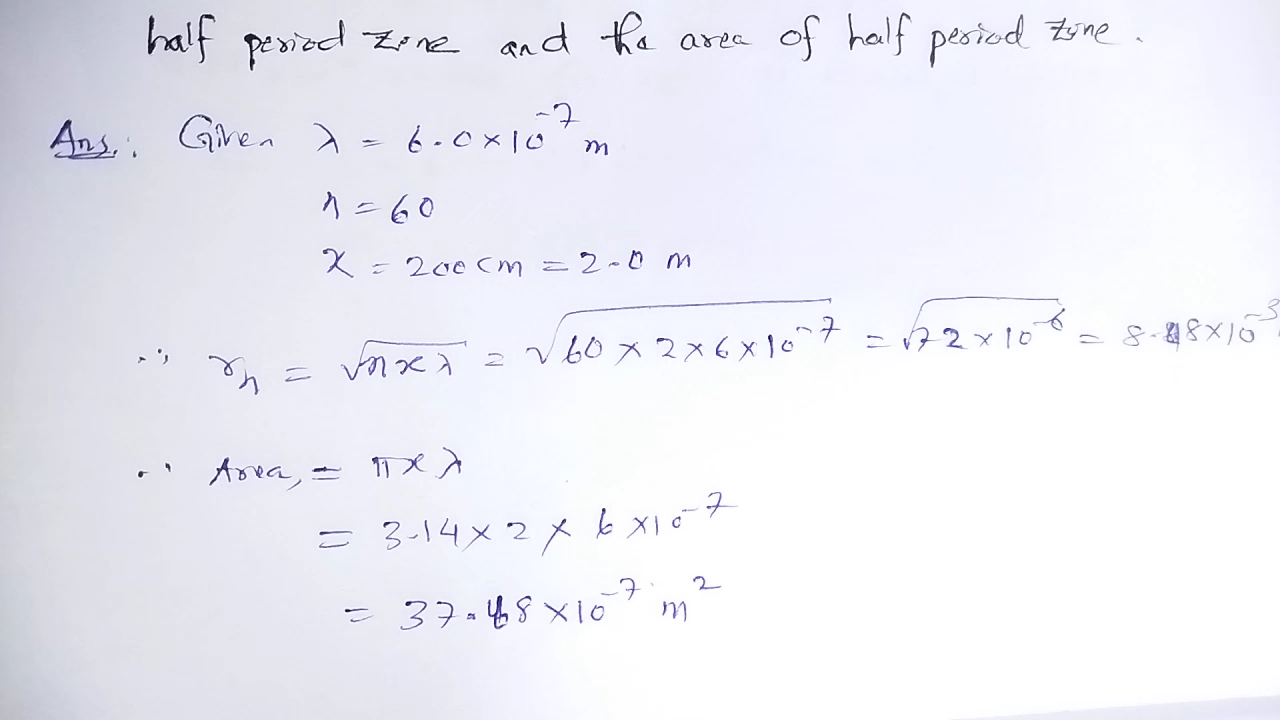 half period zone and the area of half period zone.
Ans.: Given λ = 6.0×10⁻⁷ m
n = 60
x = 200cm = 2.0 m
∴ rₙ = √nxλ = √60 × 2 × 6 × 10⁻⁷ = √72×10⁻⁶ = 8.48×10⁻³
∴ Area, = πxλ
= 3.14 × 2 × 6 ×10⁻⁷
= 37.68×10⁻⁷ m²